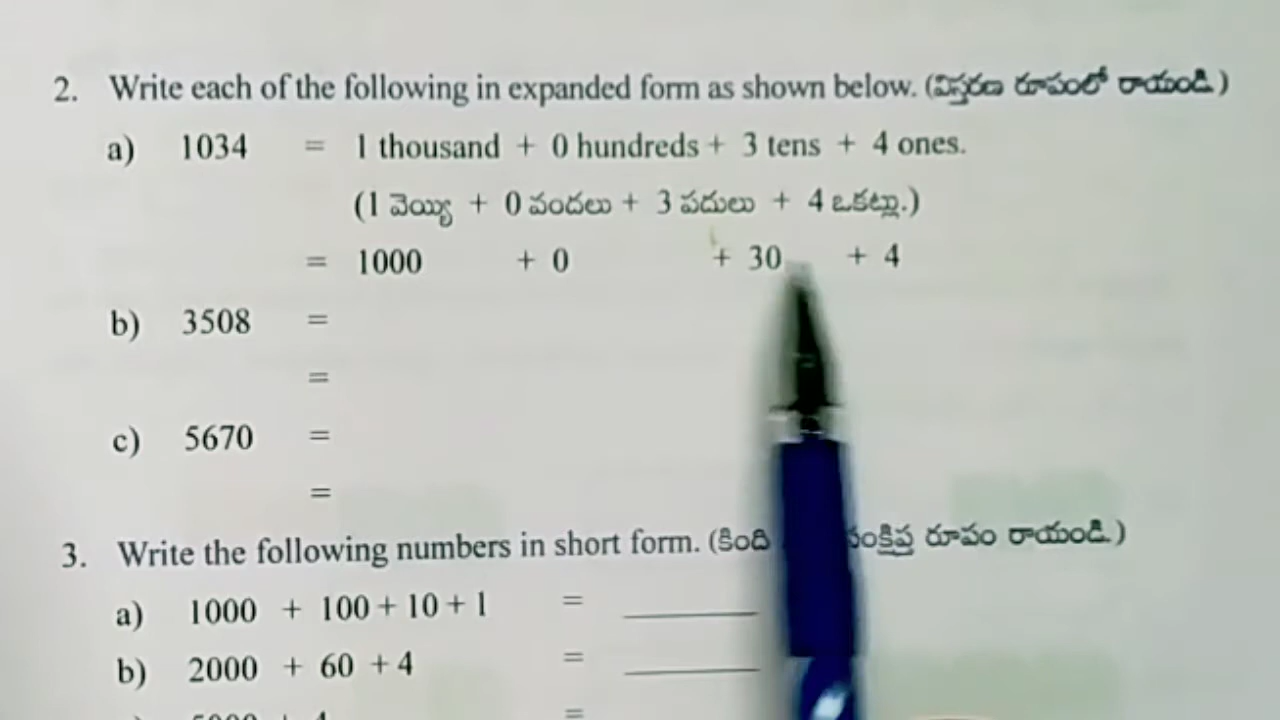 2. Write each of the following in expanded form as shown below. (విస్తరణ రూపంలో రాయండి.)
a) 1034 = 1 thousand + 0 hundreds + 3 tens + 4 ones.
(1 వెయ్యి + 0 వందలు + 3 పదులు + 4 ఒకట్లు.)
= 1000 + 0 + 30 + 4
b) 3508 =
=
c) 5670 =
=
3. Write the following numbers in short form. (కింది రూపం రాయండి.)
a) 1000 + 100 + 10 + 1 =
b) 2000 + 60 + 4 =
=